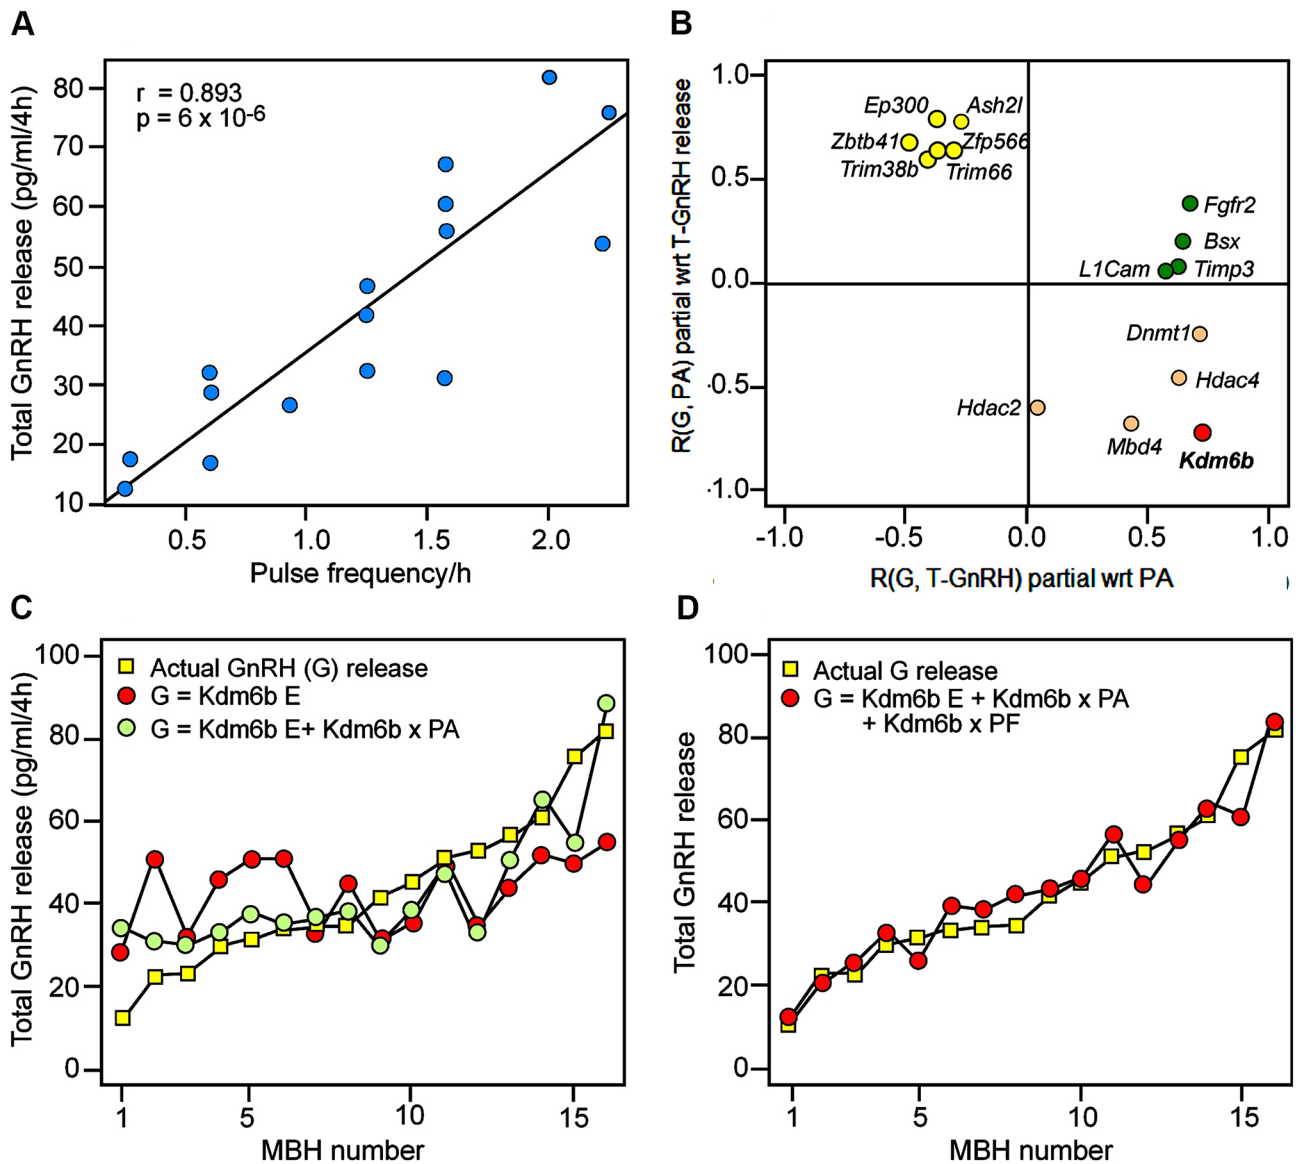 A
Total GnRH release (pg/ml/4h)
80
70
60
50
40
30
20
10
r = 0.893
p = 6 x 10-6
0.5 1.0 1.5 2.0
Pulse frequency/h
B
R(G, PA) partial wrt T-GnRH release
1.0
0.5
0.0
-0.5
-1.0
Ep300 Ash2l
Zbtb41 Zfp566
Trim38b Trim66
Fgfr2
Bsx
L1Cam Timp3
Dnmt1
Hdac4
Hdac2
Mbd4
Kdm6b
-1.0 -0.5 0.0 0.5 1.0
R(G, T-GnRH) partial wrt PA
C
Total GnRH release (pg/ml/4h)
100
80
60
40
20
0
Actual GnRH (G) release
G = Kdm6b E
G = Kdm6b E+ Kdm6b x PA
1 5 10 15
MBH number
D
Total GnRH release
100
80
60
40
20
0
Actual G release
G = Kdm6b E + Kdm6b x PA
+ Kdm6b x PF
1 5 10 15
MBH number